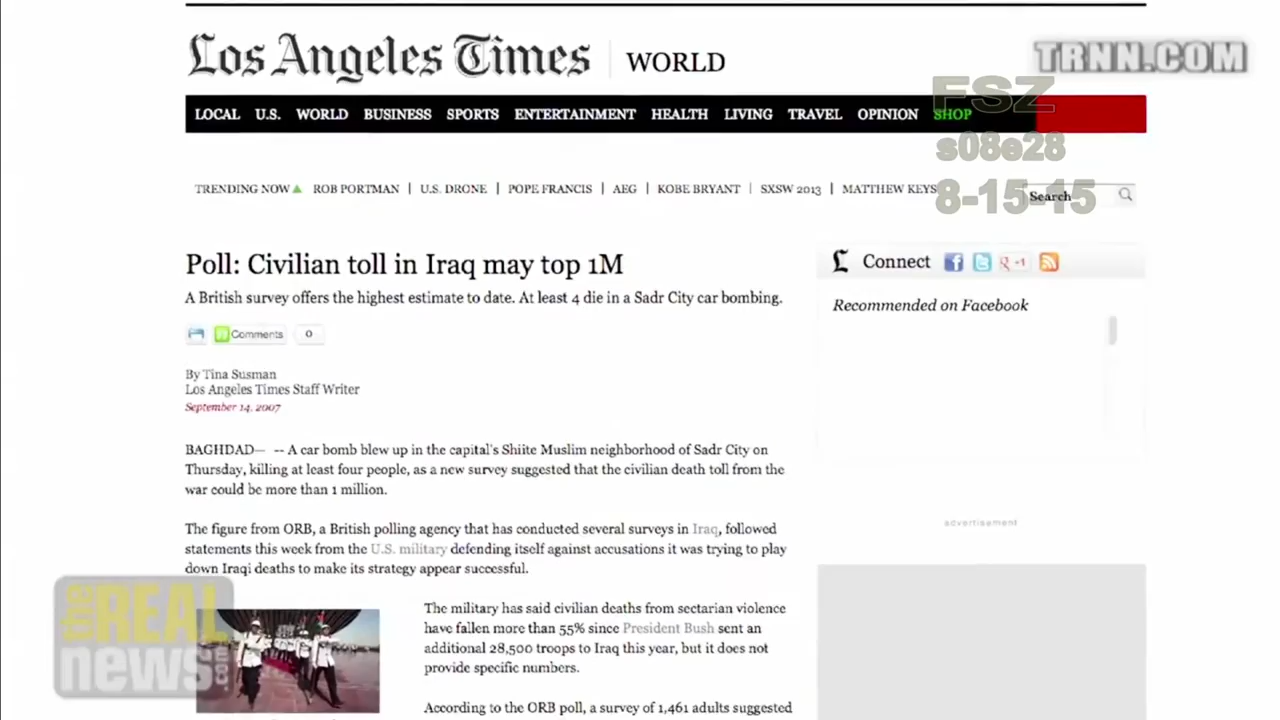 Los Angeles Times WORLD
TRNN.COM
LOCAL U.S. WORLD BUSINESS SPORTS ENTERTAINMENT HEALTH LIVING TRAVEL OPINION SHOP
FSZ
s08e28
8-15-15
TRENDING NOW ROB PORTMAN | U.S. DRONE | POPE FRANCIS | AEG | KOBE BRYANT | SXSW 2013 | MATTHEW KEYS
Search
Poll: Civilian toll in Iraq may top 1M
A British survey offers the highest estimate to date. At least 4 die in a Sadr City car bombing.
Comments 0
By Tina Susman
Los Angeles Times Staff Writer
September 14, 2007
BAGHDAD— -- A car bomb blew up in the capital's Shiite Muslim neighborhood of Sadr City on
Thursday, killing at least four people, as a new survey suggested that the civilian death toll from the
war could be more than 1 million.
The figure from ORB, a British polling agency that has conducted several surveys in Iraq, followed
statements this week from the U.S. military defending itself against accusations it was trying to play
down Iraqi deaths to make its strategy appear successful.
The military has said civilian deaths from sectarian violence
have fallen more than 55% since President Bush sent an
additional 28,500 troops to Iraq this year, but it does not
provide specific numbers.
According to the ORB poll, a survey of 1,461 adults suggested
Connect
+1
Recommended on Facebook
advertisement
the REAL
news.com